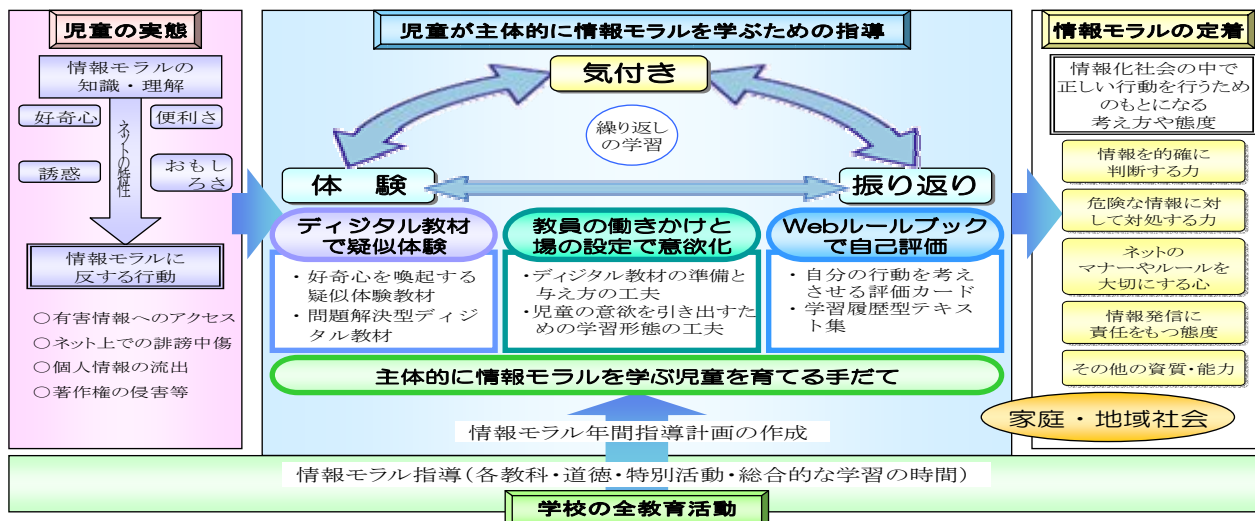 児童の実態
情報モラルの
知識・理解
好奇心
便利さ
ネットの特性
誘惑
おもし
ろさ
情報モラルに
反する行動
○有害情報へのアクセス
○ネット上での誹謗中傷
○個人情報の流出
○著作権の侵害等
児童が主体的に情報モラルを学ぶための指導
気付き
繰り返し
の学習
体　験
振り返り
ディジタル教材
で疑似体験
・好奇心を喚起する
疑似体験教材
・問題解決型ディジ
タル教材
教員の働きかけと
場の設定で意欲化
・ディジタル教材の準備と
与え方の工夫
・児童の意欲を引き出すた
めの学習形態の工夫
Webルールブック
で自己評価
・自分の行動を考え
させる評価カード
・学習履歴型テキス
ト集
主体的に情報モラルを学ぶ児童を育てる手だて
情報モラルの定着
情報化社会の中で
正しい行動を行うため
のもとになる
考え方や態度
情報を的確に
判断する力
危険な情報に対
して対処する力
ネットの
マナーやルールを
大切にする心
情報発信に
責任をもつ態度
その他の資質・能力
家庭・地域社会
情報モラル年間指導計画の作成
情報モラル指導(各教科・道徳・特別活動・総合的な学習の時間)
学校の全教育活動